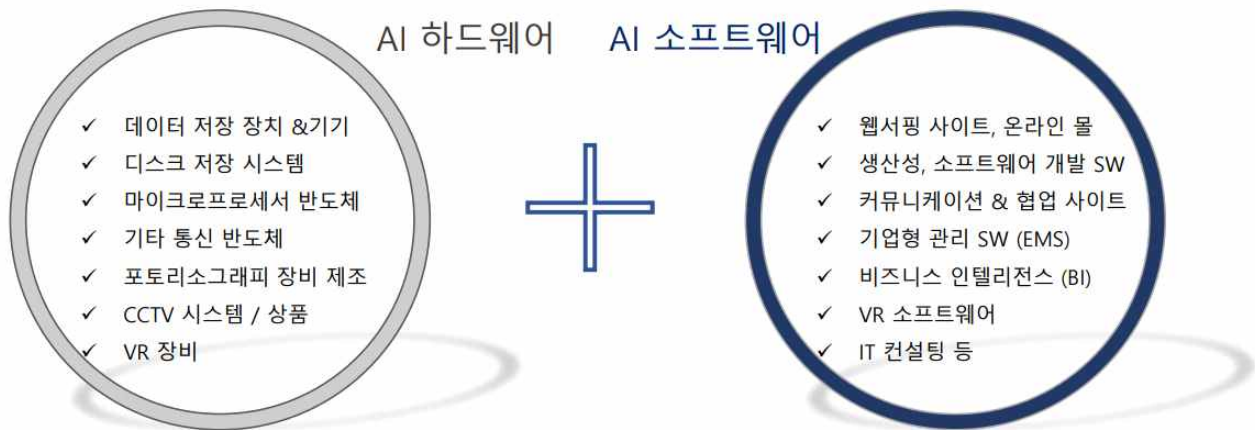 AI 하드웨어
AI 소프트웨어
✓ 데이터 저장 장치 &기기
✓ 디스크 저장 시스템
✓ 마이크로프로세서 반도체
✓ 기타 통신 반도체
✓ 포토리소그래피 장비 제조
✓ CCTV 시스템 / 상품
✓ VR 장비
✓ 웹서핑 사이트, 온라인 몰
✓ 생산성, 소프트웨어 개발 SW
✓ 커뮤니케이션 & 협업 사이트
✓ 기업형 관리 SW (EMS)
✓ 비즈니스 인텔리전스 (BI)
✓ VR 소프트웨어
✓ IT 컨설팅 등